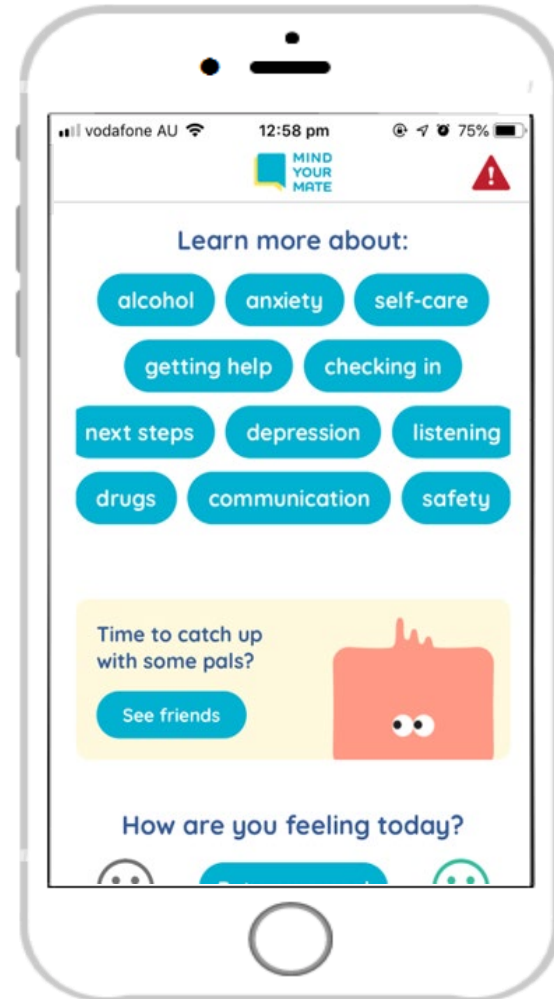 vodafone AU 12:58 pm 75%
MIND
YOUR
MATE
Learn more about:
alcohol anxiety self-care
getting help checking in
next steps depression listening
drugs communication safety
Time to catch up
with some pals?
See friends
How are you feeling today?